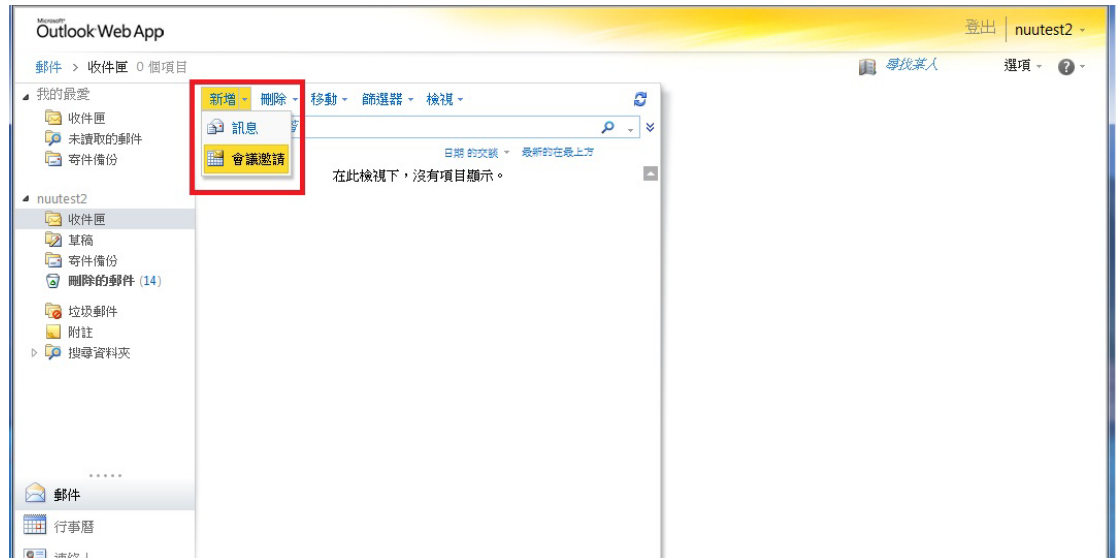 Microsoft®
Outlook Web App
登出 | nuutest2
郵件 > 收件匣 0 個項目
尋找某人
選項
我的最愛
收件匣
未讀取的郵件
寄件備份
nuutest2
收件匣
草稿
寄件備份
刪除的郵件 (14)
垃圾郵件
附註
搜尋資料夾
郵件
行事曆
新增 刪除 移動 篩選器 檢視
訊息
會議邀請
日期 的交談 最新的在最上方
在此檢視下，沒有項目顯示。